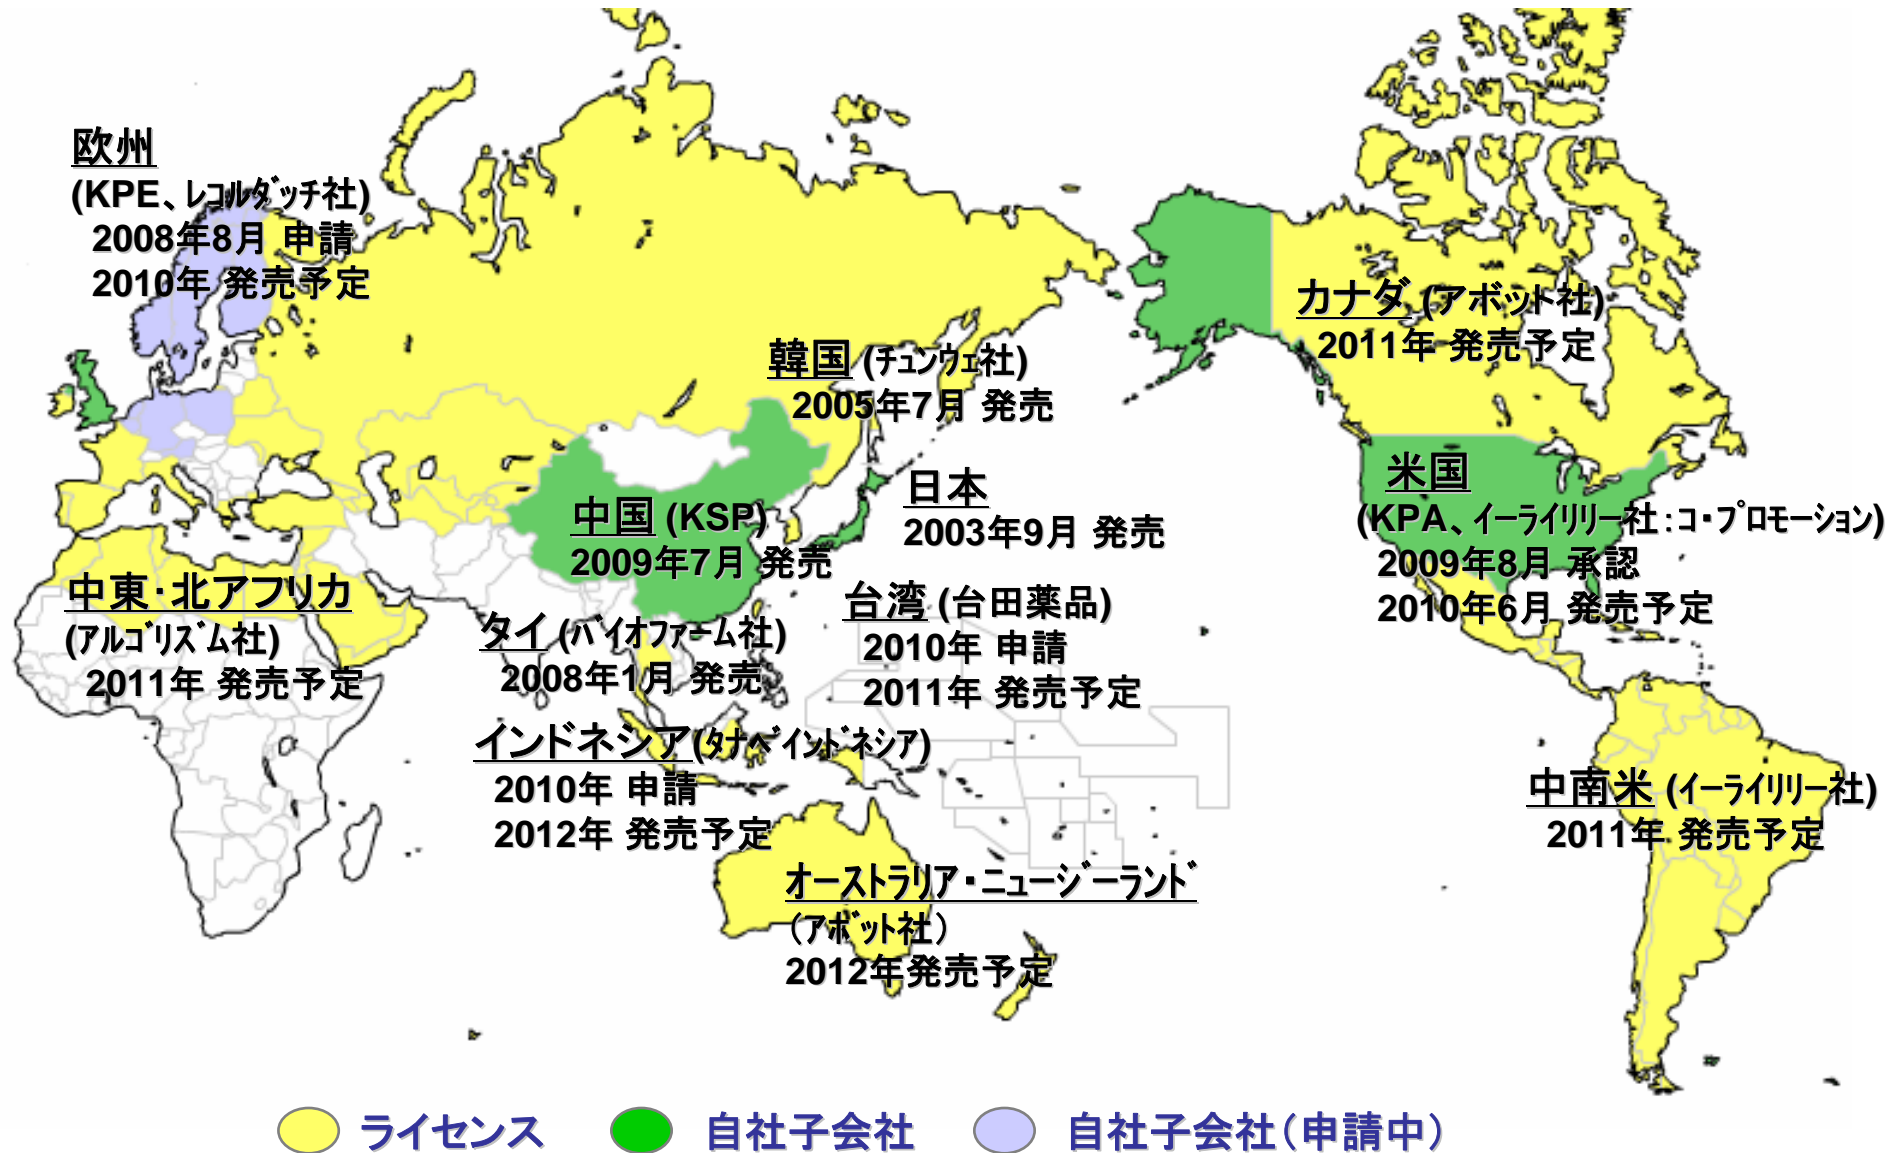 欧州
(KPE、ﾚｺﾙﾀﾞｯﾁ社)
2008年8月 申請
2010年 発売予定
韓国 (ﾁｭﾝｳｪ社)
2005年7月 発売
カナダ (アボット社)
2011年 発売予定
中国 (KSP)
2009年7月 発売
日本
2003年9月 発売
米国
(KPA、ｲｰﾗｲﾘﾘｰ社:ｺ・ﾌﾟﾛﾓｰｼｮﾝ)
2009年8月 承認
2010年6月 発売予定
中東・北アフリカ
(ｱﾙｺﾞﾘｽﾞﾑ社)
2011年 発売予定
タイ (ﾊﾞｲｵﾌｧｰﾑ社)
2008年1月 発売
台湾 (台田薬品)
2010年 申請
2011年 発売予定
インドネシア(ﾀﾅﾍﾞｲﾝﾄﾞﾈｼｱ)
2010年 申請
2012年 発売予定
中南米 (ｲｰﾗｲﾘﾘｰ社)
2011年 発売予定
ｵｰｽﾄﾗﾘｱ・ﾆｭｰｼﾞｰﾗﾝﾄﾞ
(ｱﾎﾞｯﾄ社)
2012年発売予定
ライセンス 自社子会社 自社子会社(申請中)